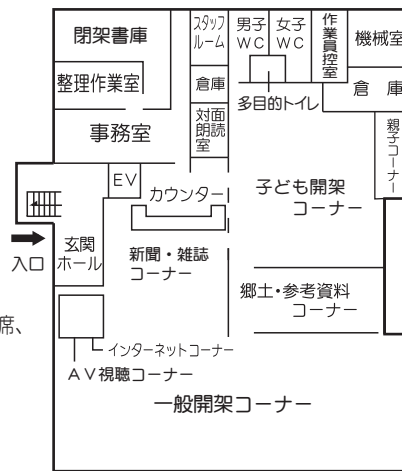 閉架書庫
スタッフ
ルーム
男子
WC
女子
WC
作業員控室
機械室
整理作業室
倉庫
多目的トイレ
倉 庫
事務室
対面
朗読
室
親子コーナー
EV
カウンター
子ども開架
コーナー
玄関
ホール
入口
新聞・雑誌
コーナー
郷土・参考資料
コーナー
席、
インターネットコーナー
AV視聴コーナー
一般開架コーナー